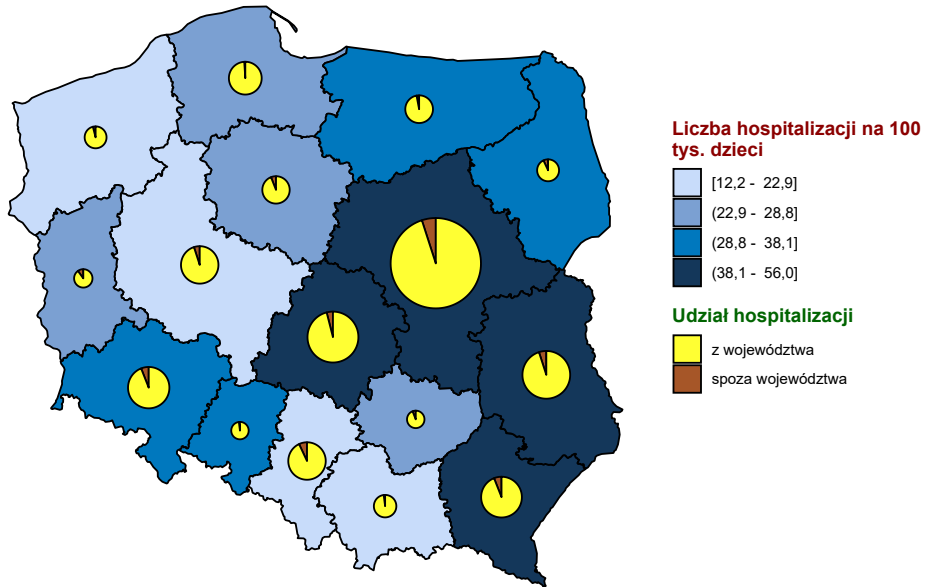 Liczba hospitalizacji na 100
tys. dzieci
[12,2 - 22,9]
(22,9 - 28,8]
(28,8 - 38,1]
(38,1 - 56,0]
Udział hospitalizacji
z województwa
spoza województwa